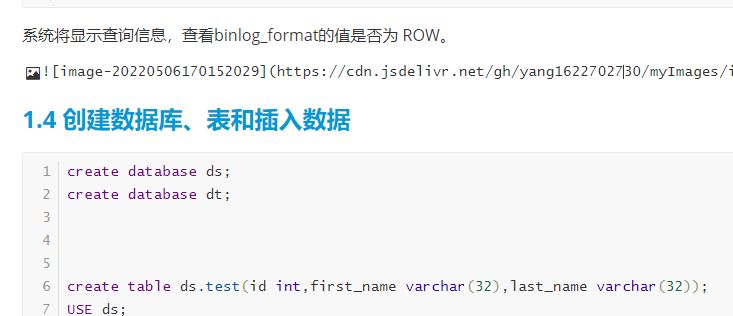 系统将显示查询信息，查看binlog_format的值是否为 ROW。
![image-20220506170152029](https://cdn.jsdelivr.net/gh/yang1622702730/myImages/i
1.4 创建数据库、表和插入数据
1 create database ds;
2 create database dt;
3
4
5
6 create table ds.test(id int,first_name varchar(32),last_name varchar(32));
7 USE ds;